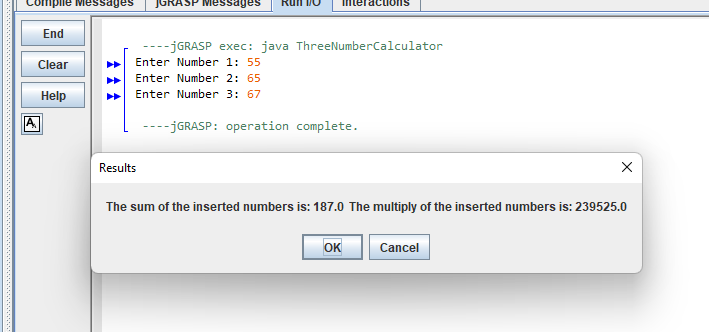 Compile Messages jGRASP Messages Run I/O Interactions
End
Clear
Help
A
----jGRASP exec: java ThreeNumberCalculator
Enter Number 1: 55
Enter Number 2: 65
Enter Number 3: 67
----jGRASP: operation complete.
Results
The sum of the inserted numbers is: 187.0 The multiply of the inserted numbers is: 239525.0
OK Cancel